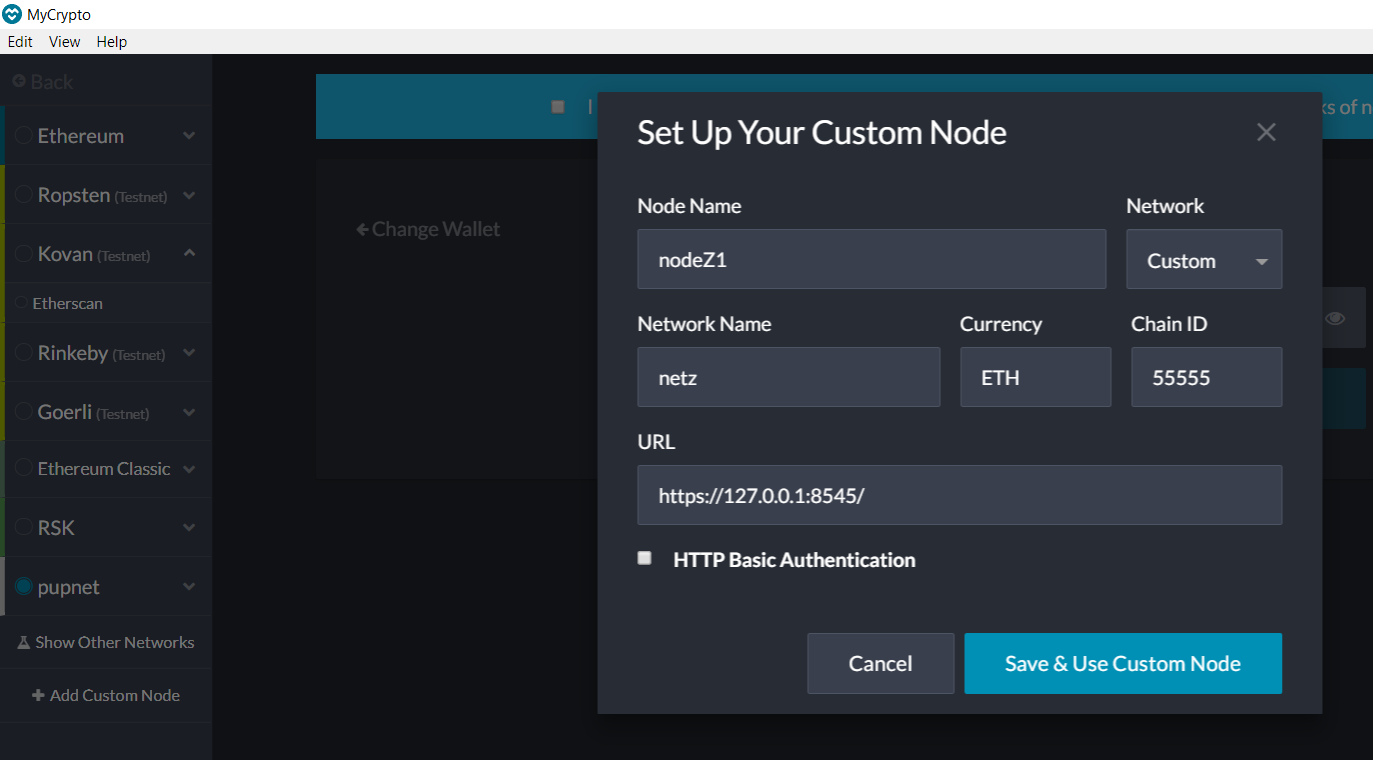 MyCrypto
Edit View Help
Back
Ethereum
Ropsten (Testnet)
Kovan (Testnet)
Etherscan
Rinkeby (Testnet)
Goerli (Testnet)
Ethereum Classic
RSK
pupnet
Show Other Networks
Add Custom Node
I
ks of n
Change Wallet
Set Up Your Custom Node
Node Name Network
nodeZ1 Custom
Network Name Currency Chain ID
netz ETH 55555
URL
https://127.0.0.1:8545/
HTTP Basic Authentication
Cancel Save & Use Custom Node